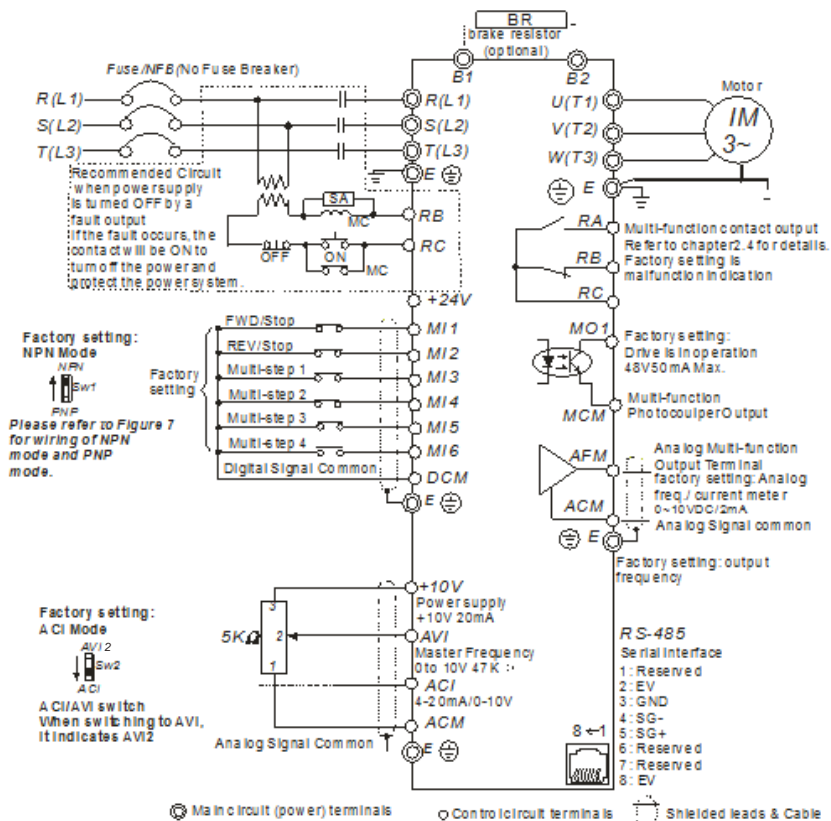 BR
brake resistor
(optional)
B1
B2
Fuse/NFB(No Fuse Breaker)
R(L1)
S(L2)
T(L3)
R(L1)
S(L2)
T(L3)
E
Recommended Circuit
when power supply
is turned OFF by a
fault output
If the fault occurs, the
contact will be ON to
turn off the power and
protect the power system.
SA
MC
OFF
ON
MC
RB
RC
U(T1)
V(T2)
W(T3)
E
Motor
IM
3~
RA
RB
RC
Multi-function contact output
Refer to chapter2.4 for details.
Factory setting is
malfunction indication
+24V
MI1
MI2
MI3
MI4
MI5
MI6
DCM
E
FWD/Stop
REV/Stop
Multi-step 1
Multi-step 2
Multi-step 3
Multi-step 4
Digital Signal Common
Factory
setting
Factory setting:
NPN Mode
NPN
Sw1
PNP
Please refer to Figure 7
for wiring of NPN
mode and PNP
mode.
MO1
Factory setting:
Drive is in operation
48V50mA Max.
Multi-function
Photocoulper Output
MCM
AFM
ACM
E
Analog Multi-function
Output Terminal
factory setting: Analog
freq./ current meter
0~10VDC/2mA
Analog Signal common
Factory setting: output
frequency
+10V
Power supply
+10V 20mA
3
2
1
5KΩ
AVI
Master Frequency
0 to 10V 47K
ACI
4-20mA/0-10V
ACM
Analog Signal Common
E
Factory setting:
ACI Mode
AVI2
Sw2
ACI
ACI/AVI switch
When switching to AVI,
it indicates AVI2
RS-485
Serial Interface
1: Reserved
2: EV
3: GND
4: SG-
5: SG+
6: Reserved
7: Reserved
8: EV
8←1
Main circuit (power) terminals
Control circuit terminals
Shielded leads & Cable